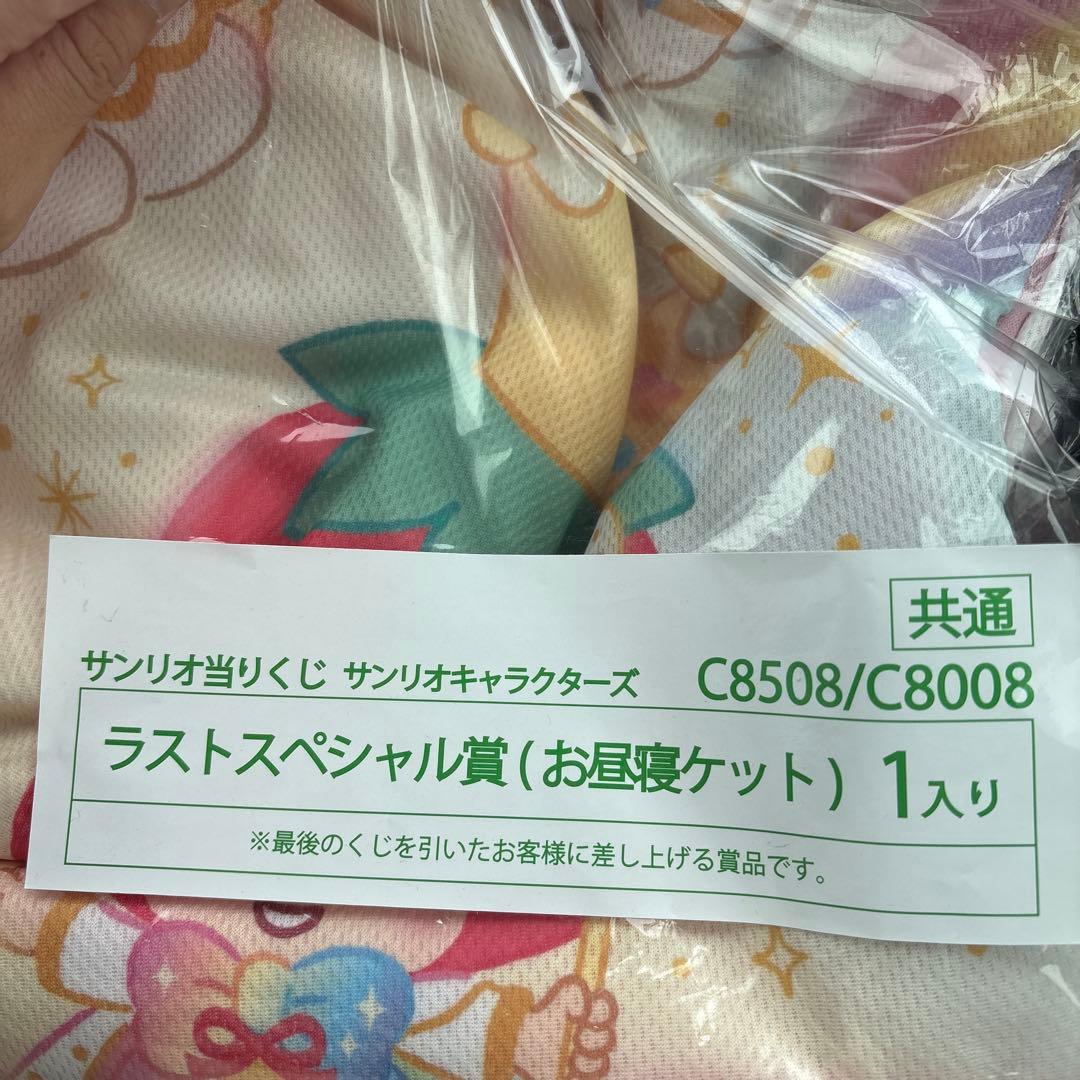 共通
サンリオ当りくじ サンリオキャラクターズ C8508/C8008
ラストスペシャル賞(お昼寝ケット) 1入り
※最後のくじを引いたお客様に差し上げる賞品です。